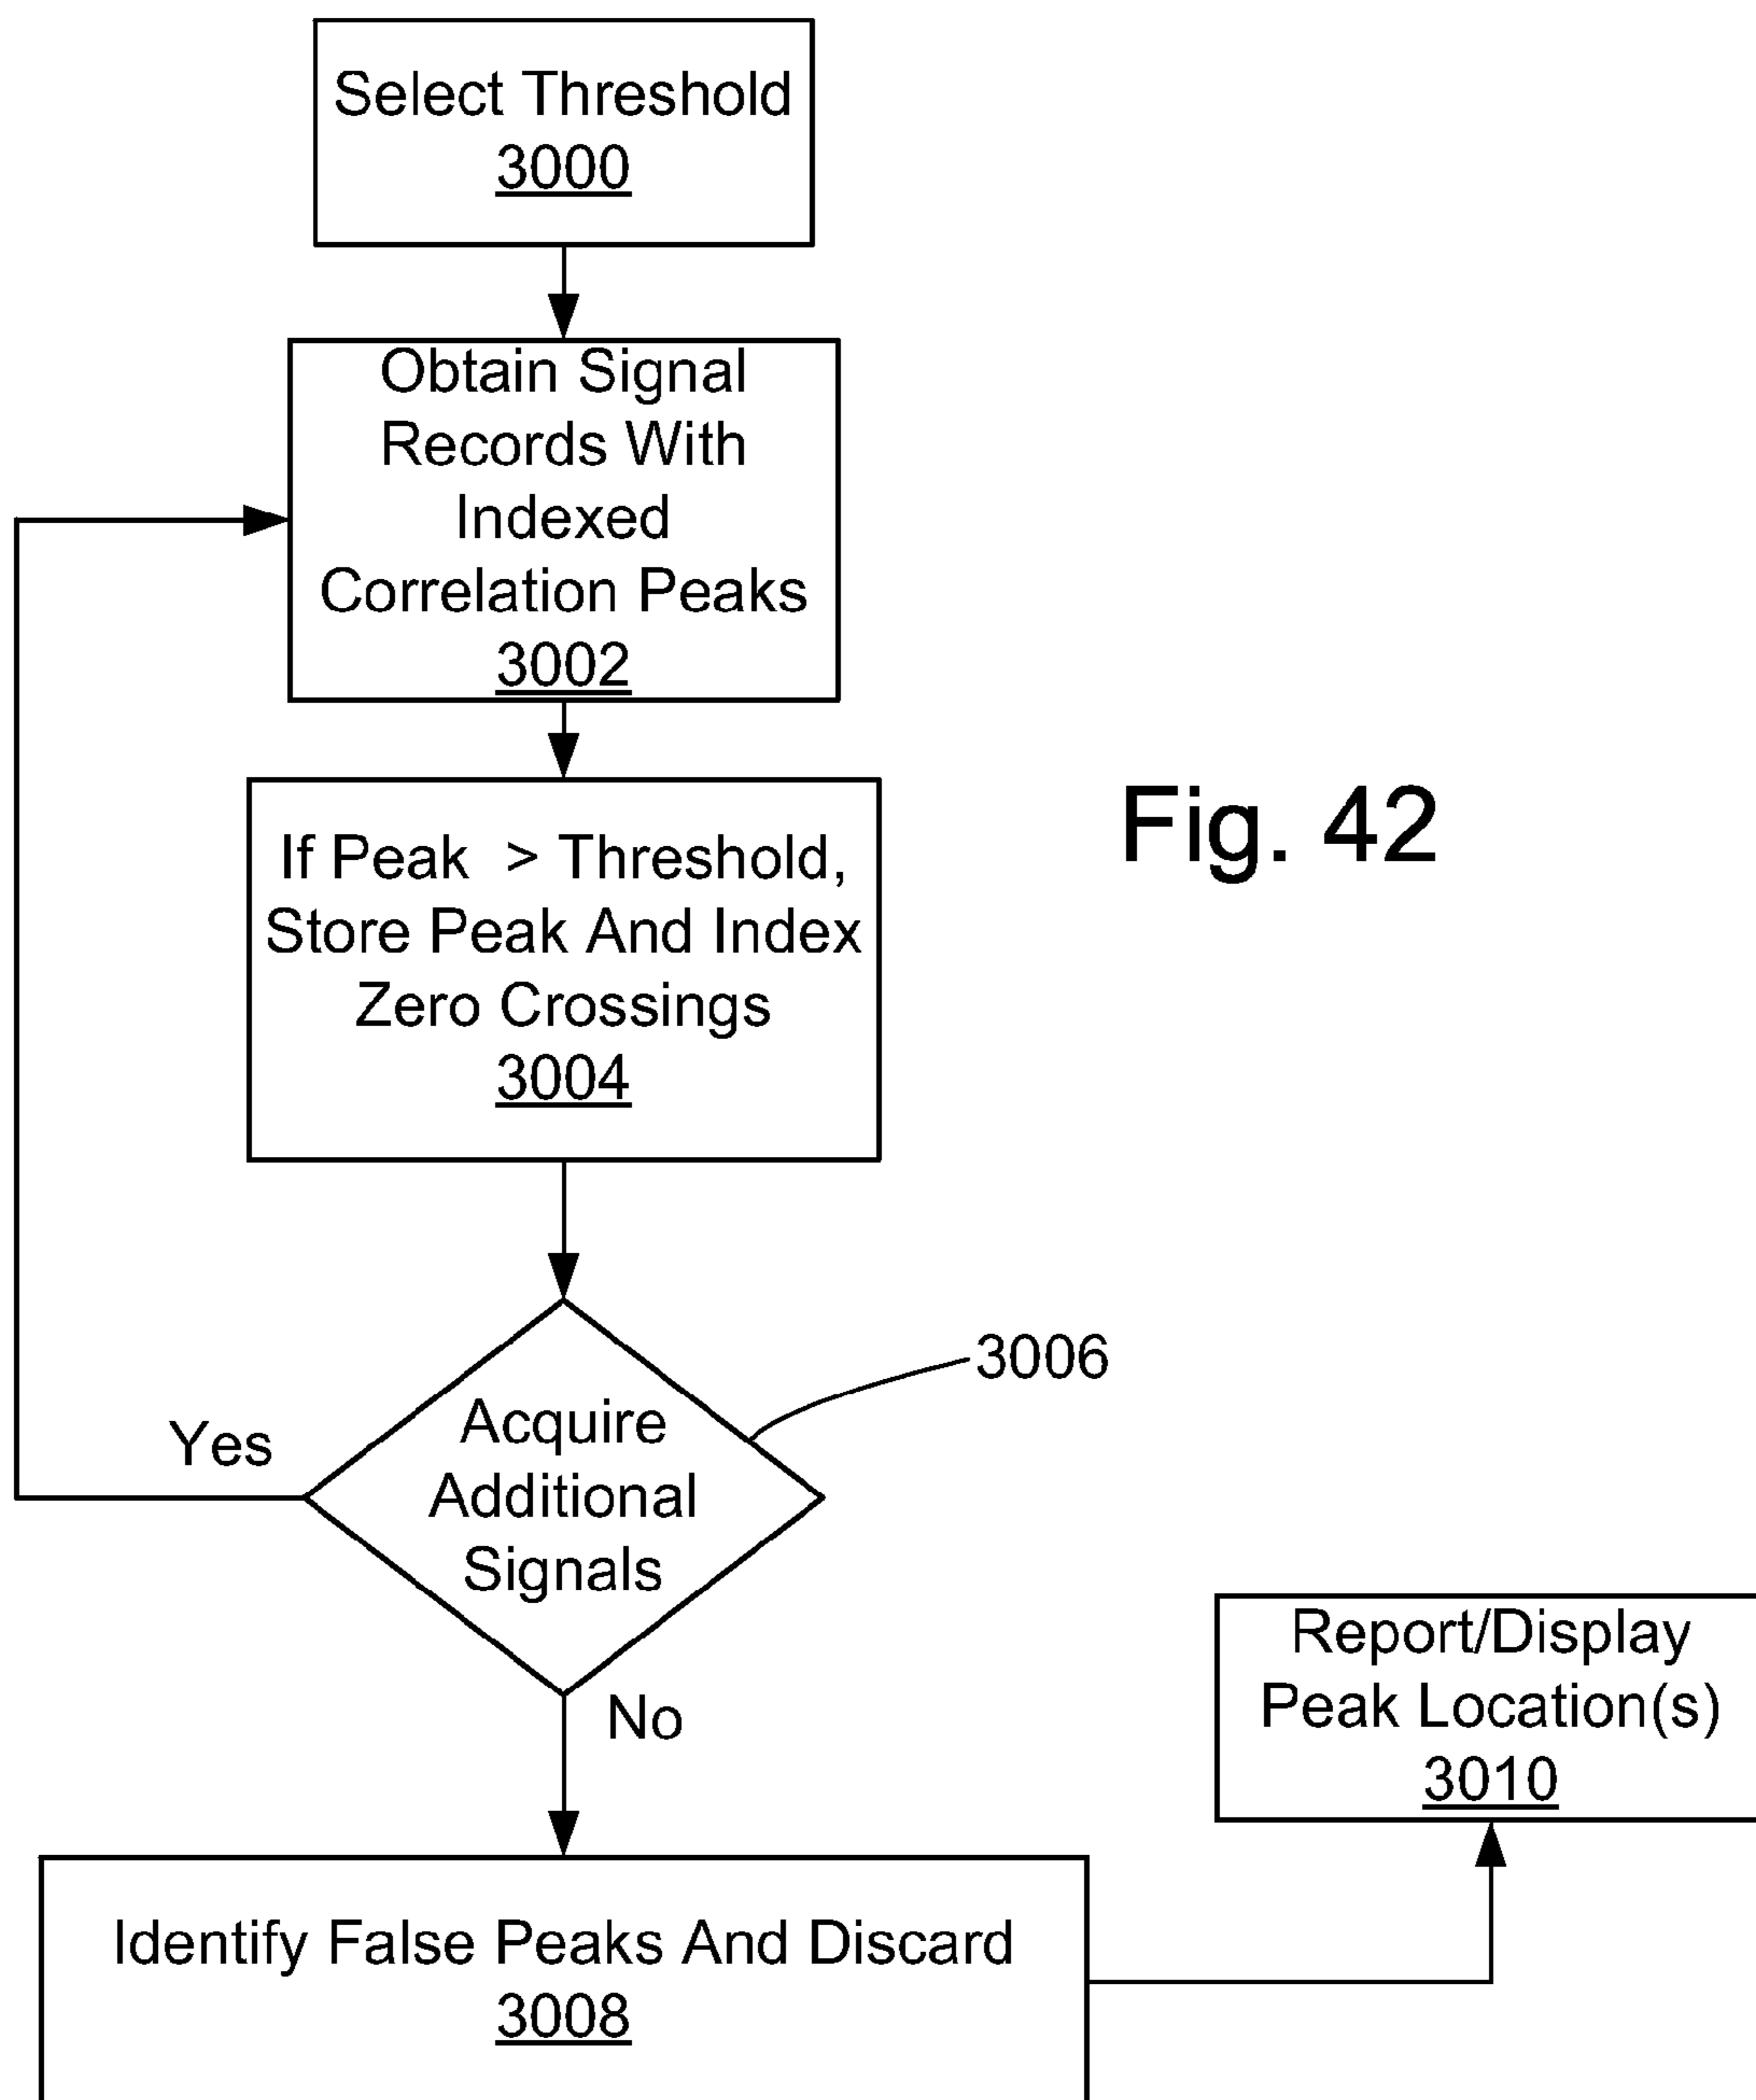 Select Threshold
3000
Obtain Signal
Records With
Indexed
Correlation Peaks
3002
If Peak > Threshold,
Store Peak And Index
Zero Crossings
3004
Fig. 42
3006
Acquire
Additional
Signals
Yes
No
Identify False Peaks And Discard
3008
Report/Display
Peak Location(s)
3010